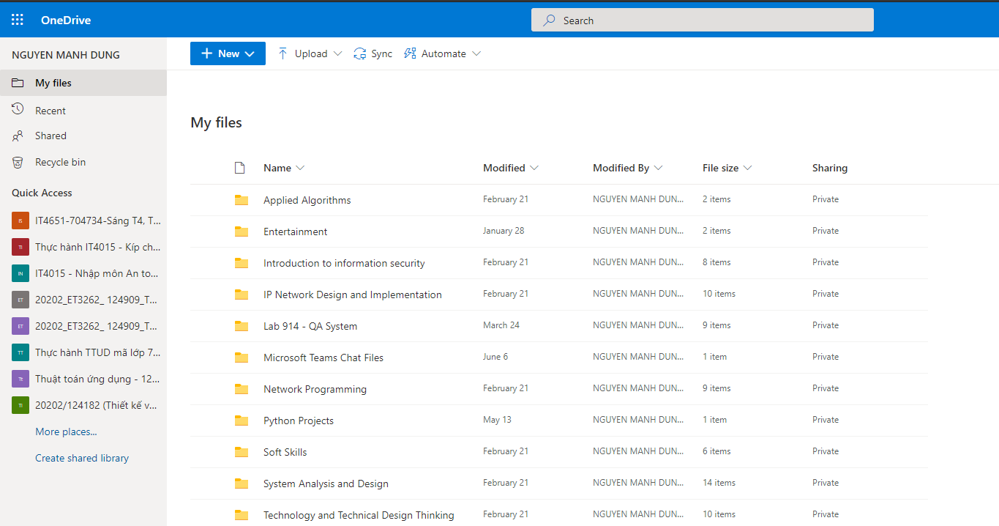 OneDrive
Search
NGUYEN MANH DUNG
New
Upload
Sync
Automate
My files
Recent
Shared
Recycle bin
Quick Access
IS
IT4651-704734-Sáng T4, T...
TI
Thực hành IT4015 - Kíp ch...
IN
IT4015 - Nhập môn An to...
ET
20202_ET3262_ 124909_T...
ET
20202_ET3262_ 124909_T...
TT
Thực hành TTUD mã lớp 7...
Tt
Thuật toán ứng dụng - 12...
TI
20202/124182 (Thiết kế v...
More places...
Create shared library
My files
Name Modified Modified By File size Sharing
Applied Algorithms February 21 NGUYEN MANH DUN... 2 items Private
Entertainment January 28 NGUYEN MANH DUN... 2 items Private
Introduction to information security February 21 NGUYEN MANH DUN... 8 items Private
IP Network Design and Implementation February 21 NGUYEN MANH DUN... 10 items Private
Lab 914 - QA System March 24 NGUYEN MANH DUN... 9 items Private
Microsoft Teams Chat Files June 6 NGUYEN MANH DUN... 1 item Private
Network Programming February 21 NGUYEN MANH DUN... 9 items Private
Python Projects May 13 NGUYEN MANH DUN... 1 item Private
Soft Skills February 21 NGUYEN MANH DUN... 6 items Private
System Analysis and Design February 21 NGUYEN MANH DUN... 14 items Private
Technology and Technical Design Thinking February 21 NGUYEN MANH DUN... 10 items Private